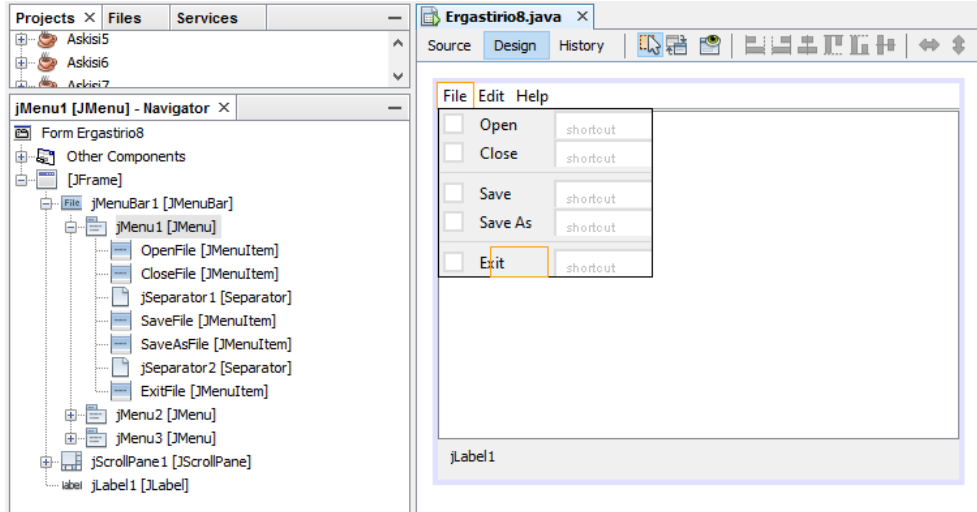 Projects Files Services
Askisi5
Askisi6
Askisi7
jMenu1 [JMenu] - Navigator
Form Ergastirio8
Other Components
[JFrame]
File jMenuBar1 [JMenuBar]
jMenu1 [JMenu]
OpenFile [JMenuItem]
CloseFile [JMenuItem]
jSeparator1 [Separator]
SaveFile [JMenuItem]
SaveAsFile [JMenuItem]
jSeparator2 [Separator]
ExitFile [JMenuItem]
jMenu2 [JMenu]
jMenu3 [JMenu]
jScrollPane1 [JScrollPane]
label jLabel1 [JLabel]
Ergastirio8.java
Source Design History
File Edit Help
Open shortcut
Close shortcut
Save shortcut
Save As shortcut
Exit shortcut
jLabel1